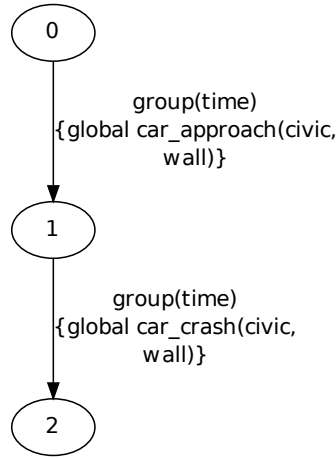 0
group(time)
{global car_approach(civic,
wall)}
1
group(time)
{global car_crash(civic,
wall)}
2